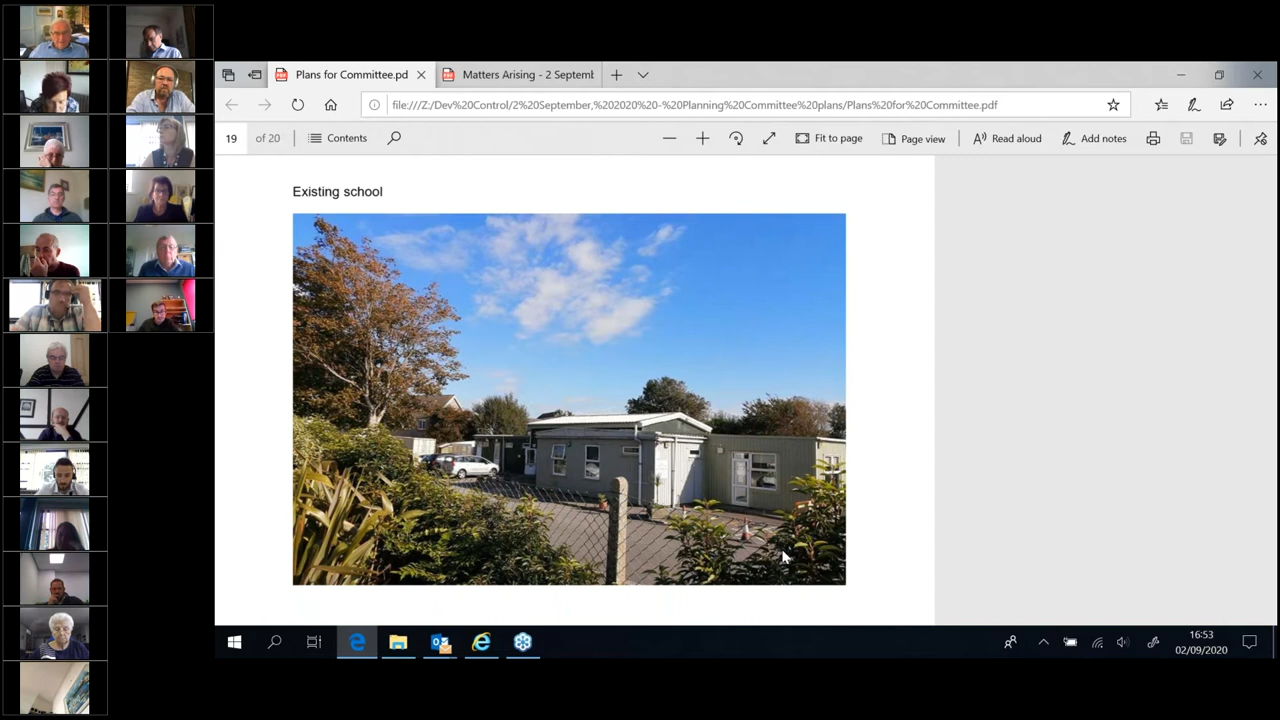 Plans for Committee.pd
Matters Arising - 2 Septemb
file:///Z:/Dev%20Control/2%20September,%202020%20-%20Planning%20Committee%20plans/Plans%20for%20Committee.pdf
19 of 20 Contents Fit to page Page view Read aloud Add notes
Existing school
16:53
02/09/2020